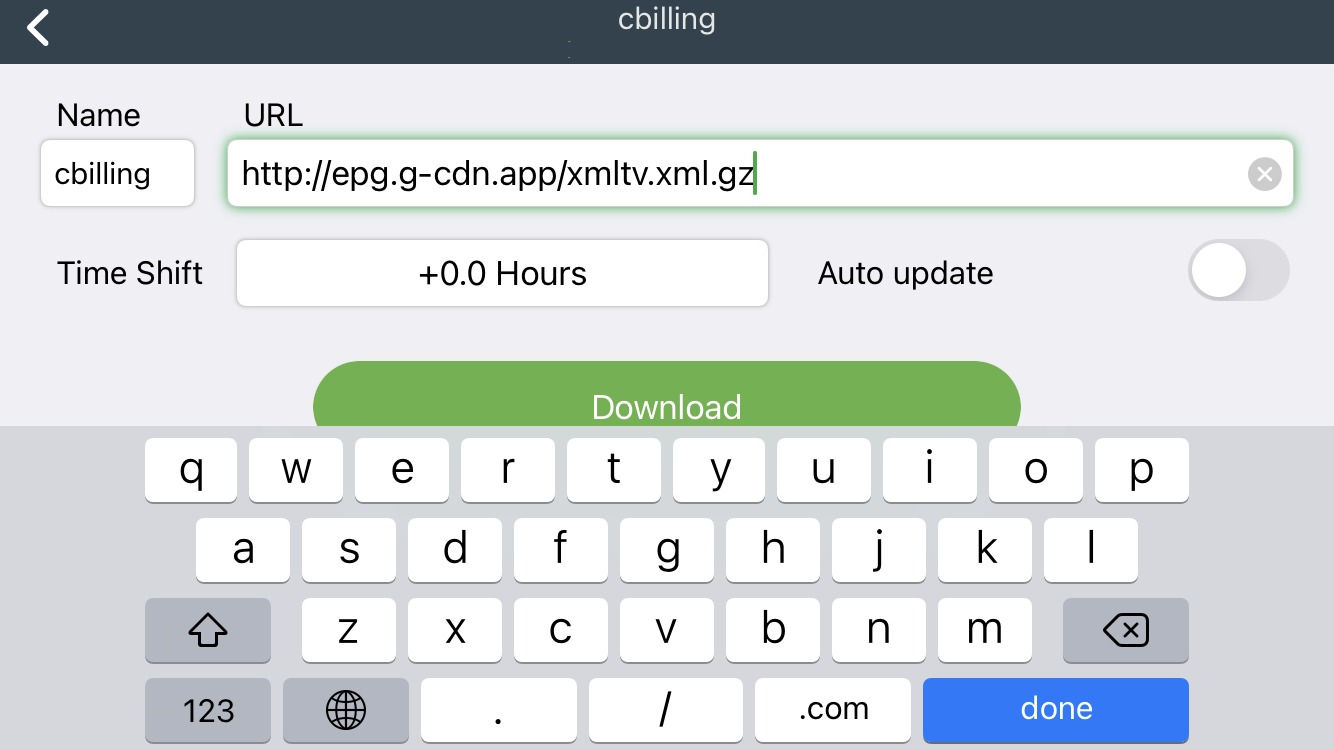 cbilling
Name URL
cbilling http://epg.g-cdn.app/xmltv.xml.gz
Time Shift +0.0 Hours Auto update
Download
q w e r t y u i o p
a s d f g h j k l
z x c v b n m
123 . / .com done